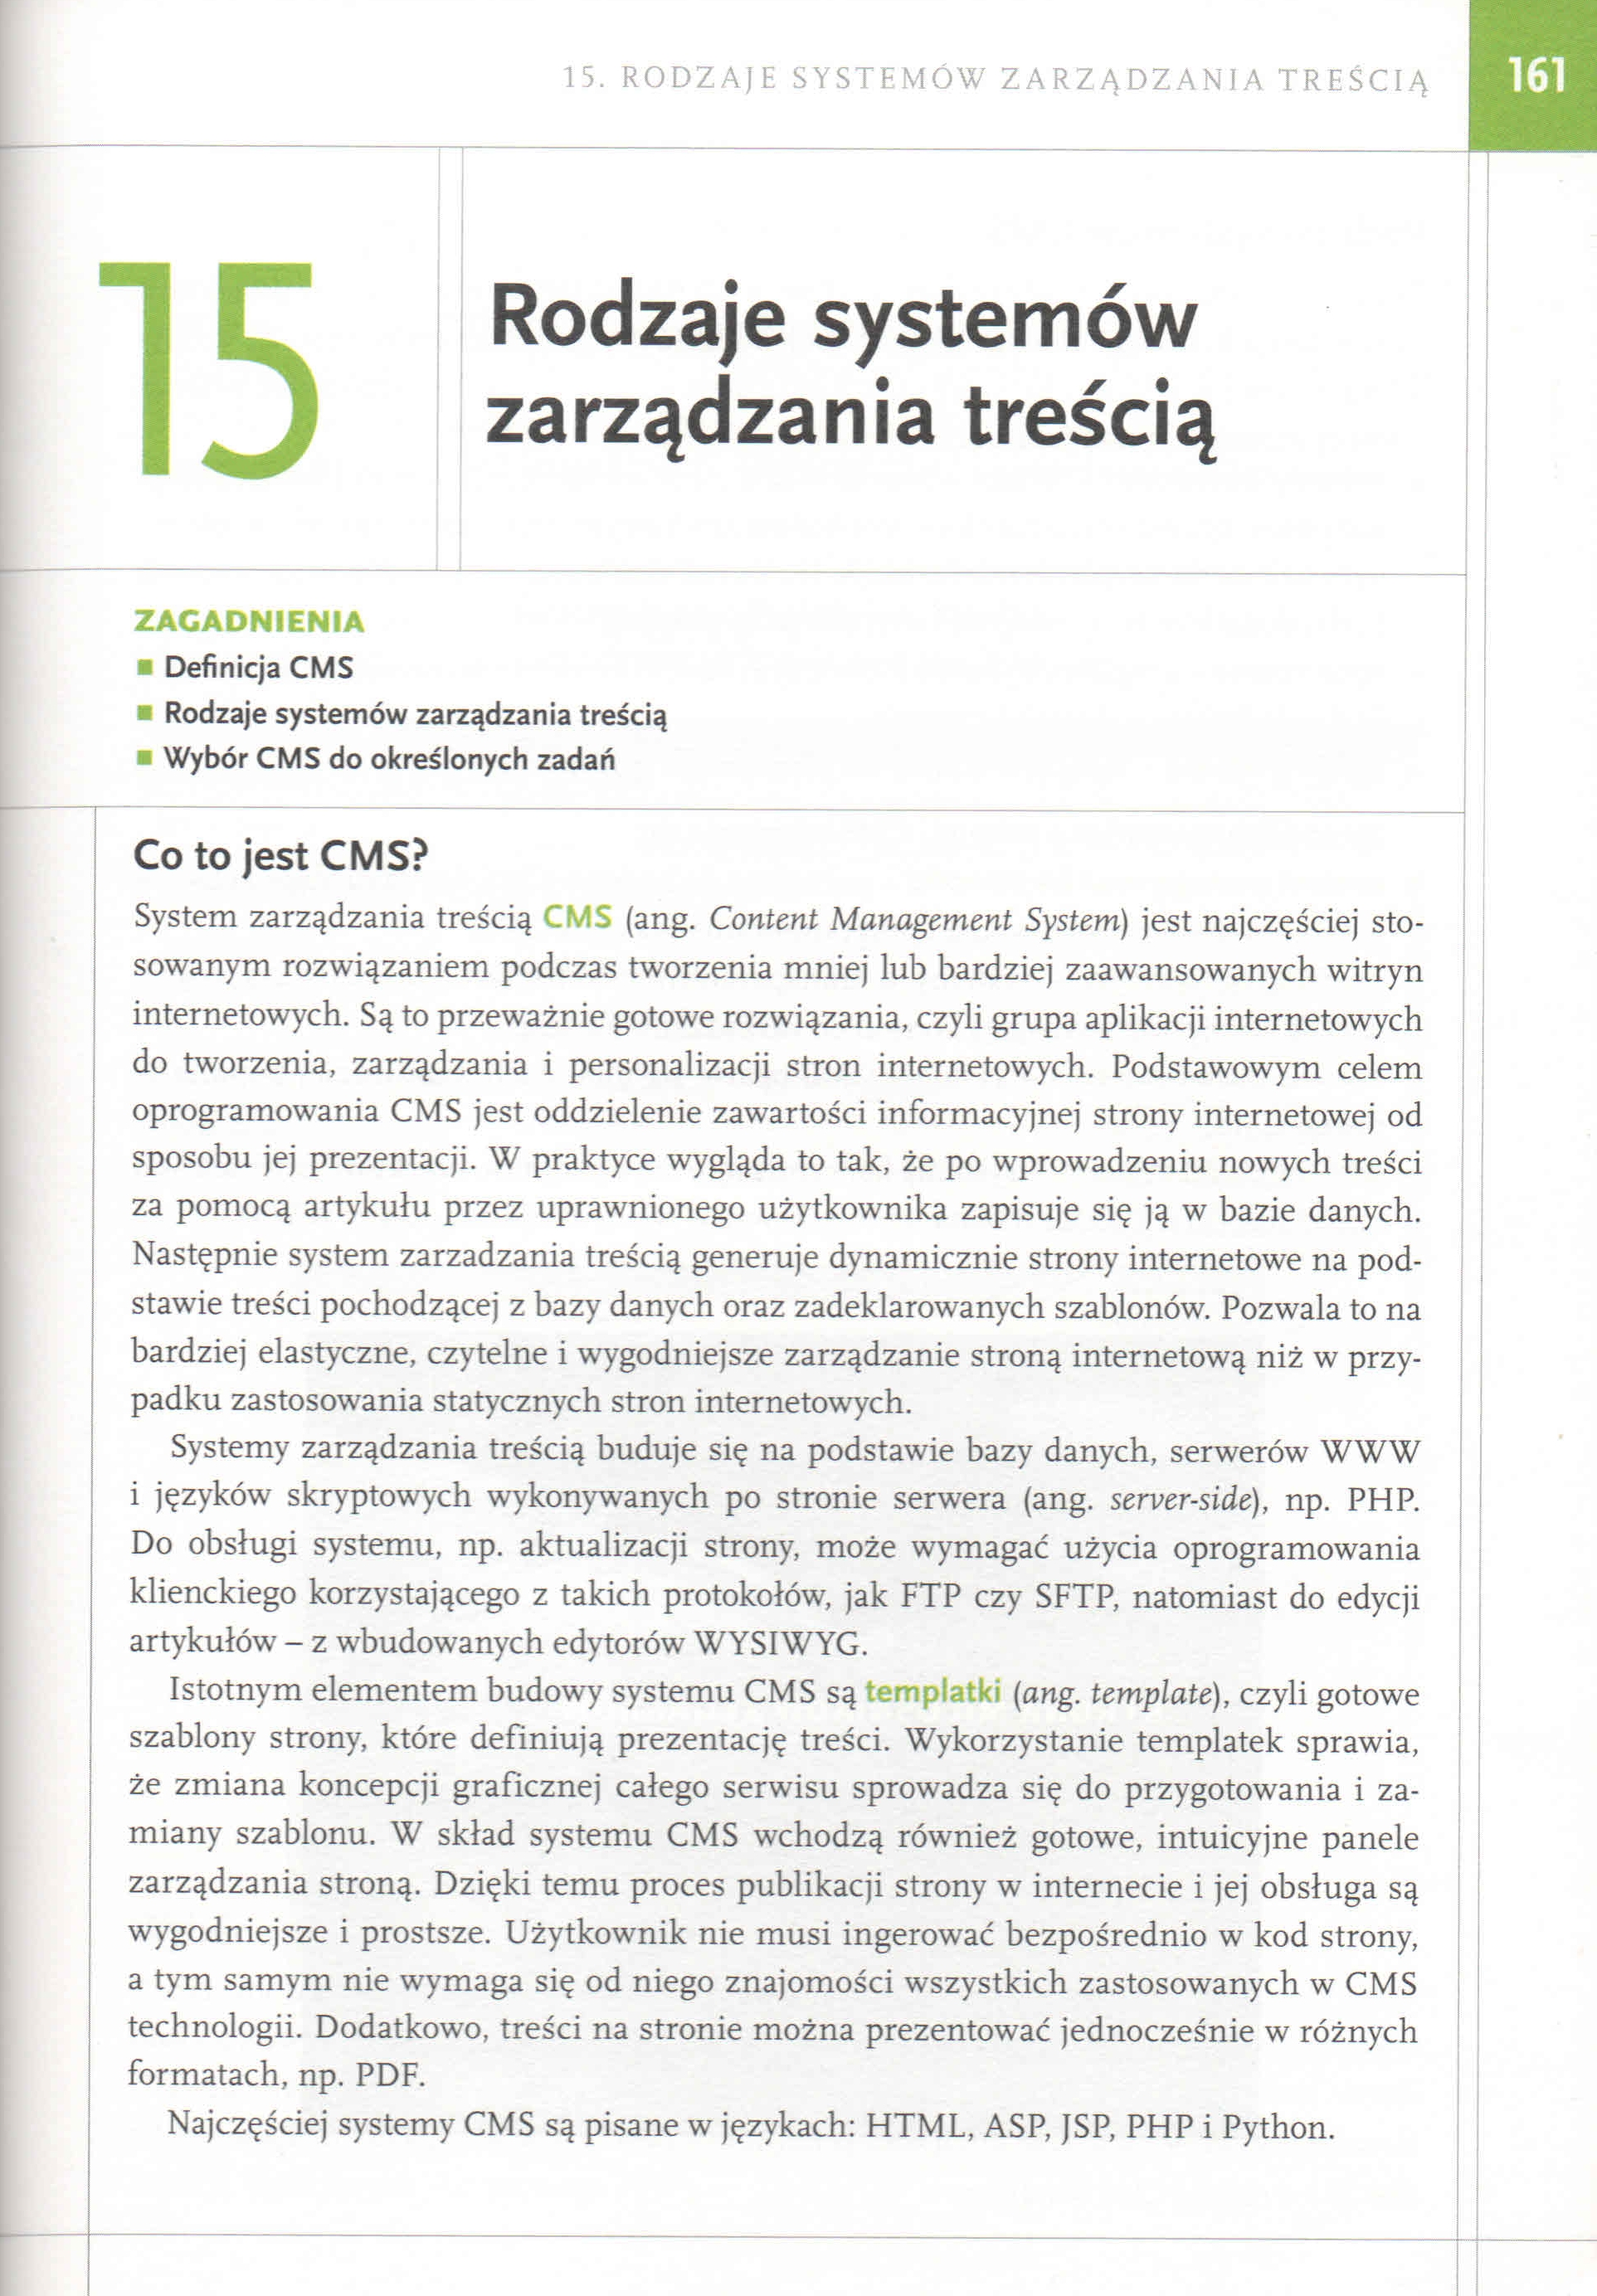 15. RODZAJE SYSTEMÓW ZARZĄDZANIA TREŚCIĄ
161
15
Rodzaje systemów
zarządzania treścią
ZAGADNIENIA
■ Definicja CMS
■ Rodzaje systemów zarządzania treścią
■ Wybór CMS do określonych zadań
Co to jest CMS?
System zarządzania treścią CMS (ang. Content Management System) jest najczęściej sto-
sowanym rozwiązaniem podczas tworzenia mniej lub bardziej zaawansowanych witryn
internetowych. Są to przeważnie gotowe rozwiązania, czyli grupa aplikacji internetowych
do tworzenia, zarządzania i personalizacji stron internetowych. Podstawowym celem
oprogramowania CMS jest oddzielenie zawartości informacyjnej strony internetowej od
sposobu jej prezentacji. W praktyce wygląda to tak, że po wprowadzeniu nowych treści
za pomocą artykułu przez uprawnionego użytkownika zapisuje się ją w bazie danych.
Następnie system zarzadzania treścią generuje dynamicznie strony internetowe na pod-
stawie treści pochodzącej z bazy danych oraz zadeklarowanych szablonów. Pozwala to na
bardziej elastyczne, czytelne i wygodniejsze zarządzanie stroną internetową niż w przy-
padku zastosowania statycznych stron internetowych.
Systemy zarządzania treścią buduje się na podstawie bazy danych, serwerów WWW
i języków skryptowych wykonywanych po stronie serwera (ang. server-side), np. PHP.
Do obsługi systemu, np. aktualizacji strony, może wymagać użycia oprogramowania
klienckiego korzystającego z takich protokołów, jak FTP czy SFTP, natomiast do edycji
artykułów – z wbudowanych edytorów WYSIWYG.
Istotnym elementem budowy systemu CMS są templatki (ang. template), czyli gotowe
szablony strony, które definiują prezentację treści. Wykorzystanie templatek sprawia,
że zmiana koncepcji graficznej całego serwisu sprowadza się do przygotowania i za-
miany szablonu. W skład systemu CMS wchodzą również gotowe, intuicyjne panele
zarządzania stroną. Dzięki temu proces publikacji strony w internecie i jej obsługa są
wygodniejsze i prostsze. Użytkownik nie musi ingerować bezpośrednio w kod strony,
a tym samym nie wymaga się od niego znajomości wszystkich zastosowanych w CMS
technologii. Dodatkowo, treści na stronie można prezentować jednocześnie w różnych
formatach, np. PDF.
Najczęściej systemy CMS są pisane w językach: HTML, ASP, JSP, PHP i Python.